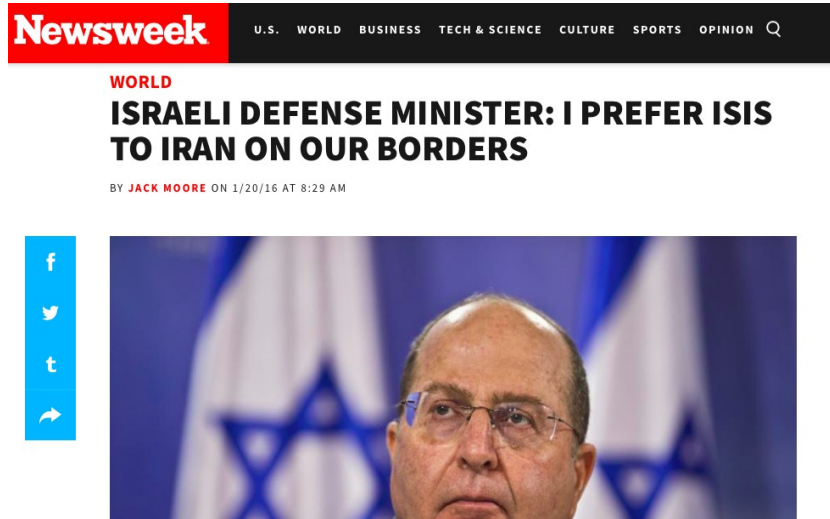 Newsweek
U.S. WORLD BUSINESS TECH & SCIENCE CULTURE SPORTS OPINION
WORLD
ISRAELI DEFENSE MINISTER: I PREFER ISIS
TO IRAN ON OUR BORDERS
BY JACK MOORE ON 1/20/16 AT 8:29 AM